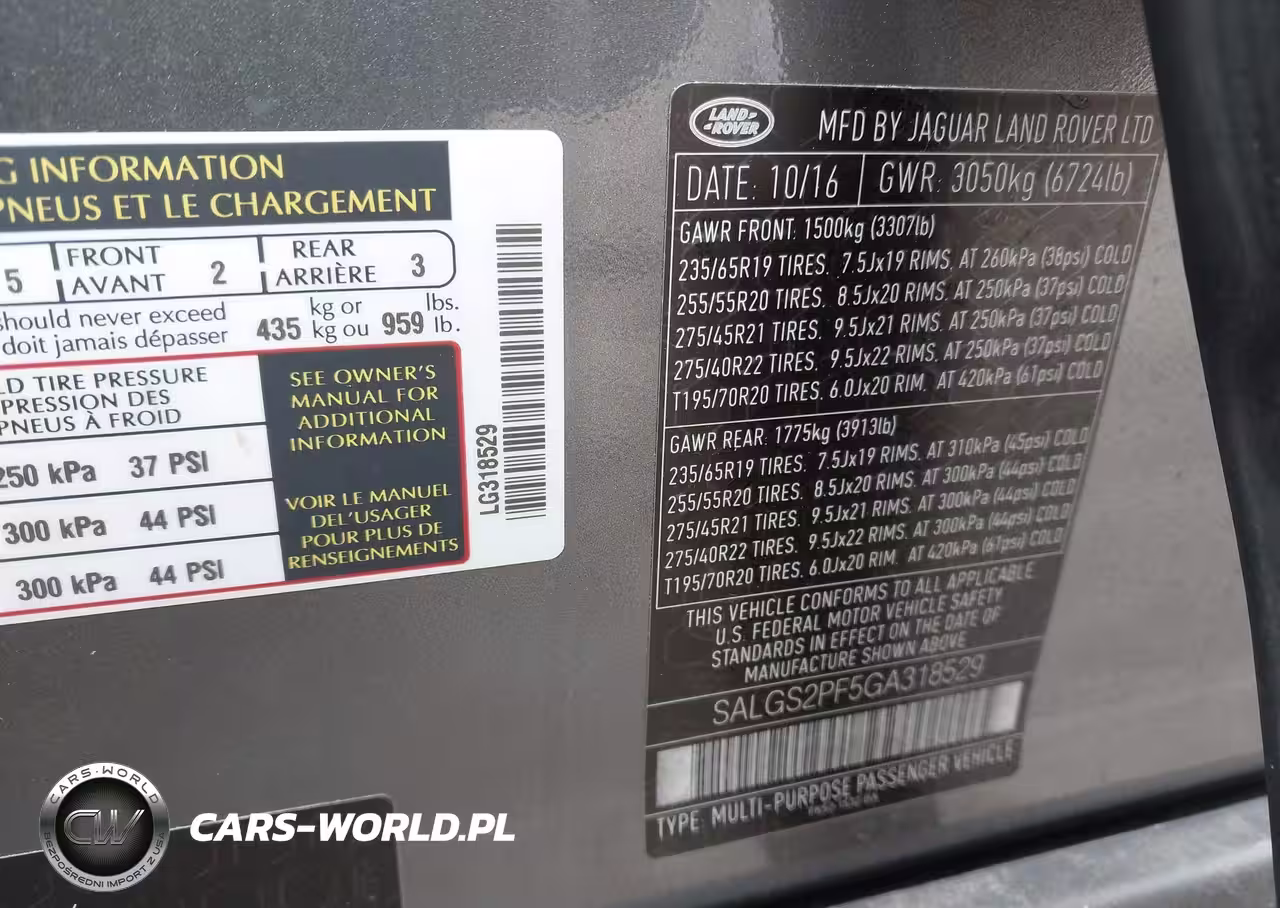 G INFORMATION
PNEUS ET LE CHARGEMENT
5 FRONT AVANT 2 REAR ARRIÈRE 3
should never exceed
doit jamais dépasser
435 kg or kg ou 959 lbs. lb.
LD TIRE PRESSURE
PRESSION DES
PNEUS À FROID
250 kPa 37 PSI
300 kPa 44 PSI
300 kPa 44 PSI
SEE OWNER'S
MANUAL FOR
ADDITIONAL
INFORMATION
VOIR LE MANUEL
DEL'USAGER
POUR PLUS DE
RENSEIGNEMENTS
LG318529
LAND ROVER
MFD BY JAGUAR LAND ROVER LTD
DATE: 10/16 GWR: 3050kg (6724lb)
GAWR FRONT: 1500kg (3307lb)
235/65R19 TIRES. 7.5Jx19 RIMS. AT 260kPa (38psi) COLD
255/55R20 TIRES. 8.5Jx20 RIMS. AT 250kPa (37psi) COLD
275/45R21 TIRES. 9.5Jx21 RIMS. AT 250kPa (37psi) COLD
275/40R22 TIRES. 9.5Jx22 RIMS. AT 250kPa (37psi) COLD
T195/70R20 TIRES. 6.0Jx20 RIM. AT 420kPa (61psi) COLD
GAWR REAR: 1775kg (3913lb)
235/65R19 TIRES. 7.5Jx19 RIMS. AT 310kPa (45psi) COLD
255/55R20 TIRES. 8.5Jx20 RIMS. AT 300kPa (44psi) COLD
275/45R21 TIRES. 9.5Jx21 RIMS. AT 300kPa (44psi) COLD
275/40R22 TIRES. 9.5Jx22 RIMS. AT 300kPa (44psi) COLD
T195/70R20 TIRES. 6.0Jx20 RIM. AT 420kPa (61psi) COLD
THIS VEHICLE CONFORMS TO ALL APPLICABLE
U.S. FEDERAL MOTOR VEHICLE SAFETY
STANDARDS IN EFFECT ON THE DATE OF
MANUFACTURE SHOWN ABOVE
SALGS2PF5GA318529
TYPE: MULTI-PURPOSE PASSENGER VEHICLE
CARS-WORLD
CW
BEZPOŚREDNI IMPORT Z USA
CARS-WORLD.PL